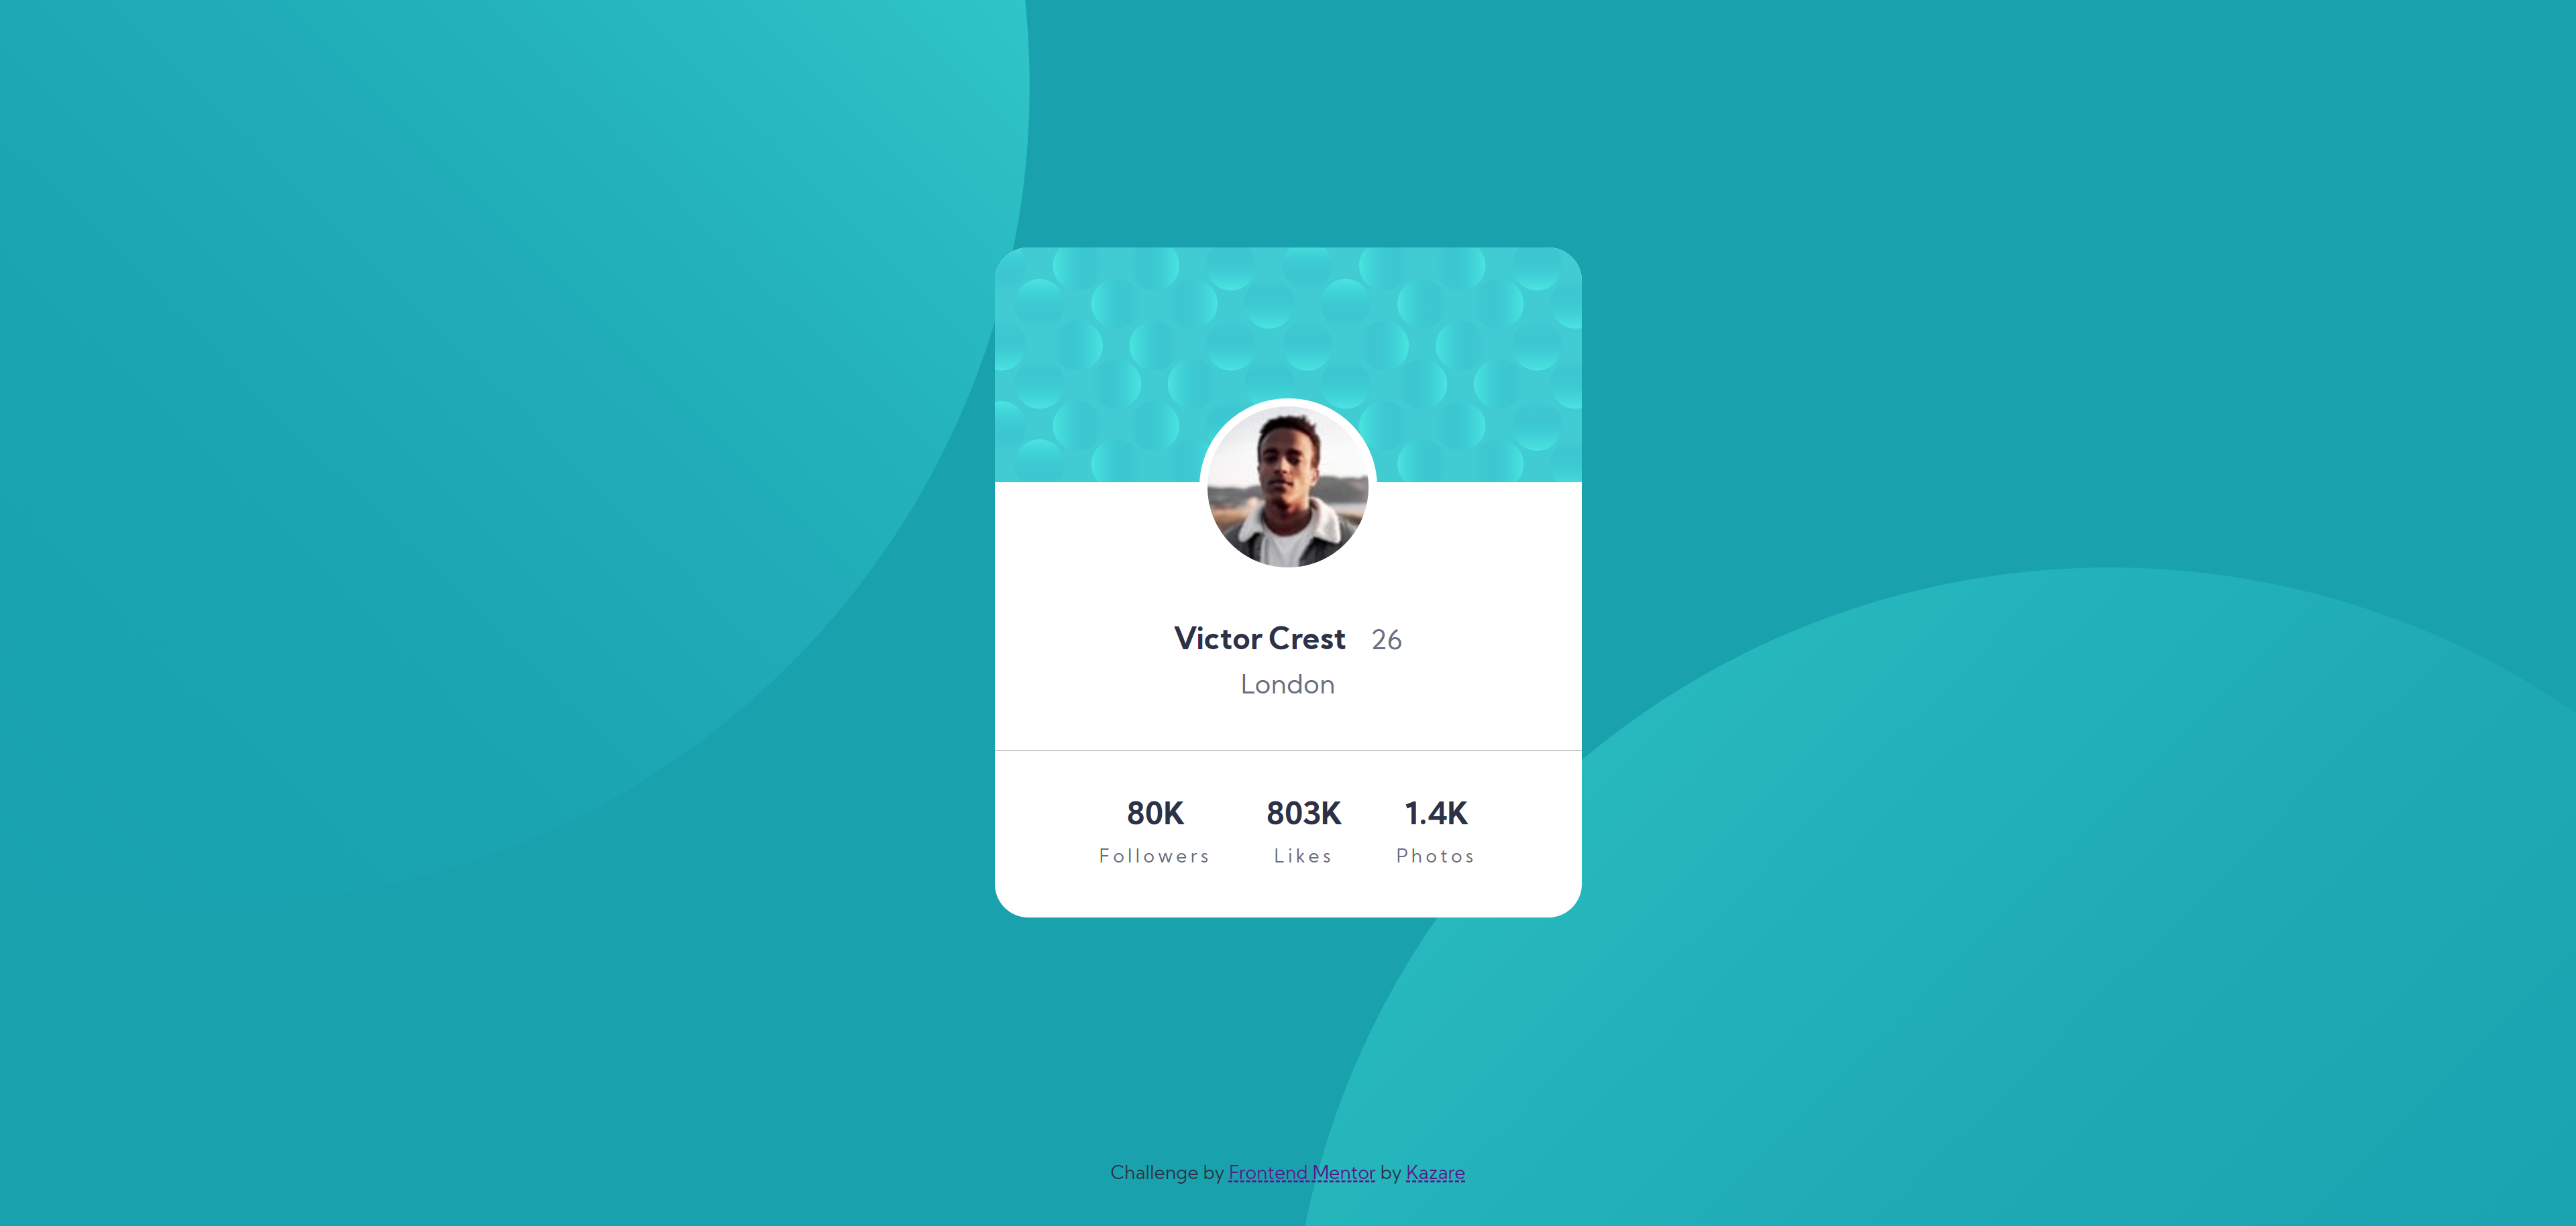 Victor Crest 26
London
80K 803K 1.4K
Followers Likes Photos
Challenge by Frontend Mentor by Kazare